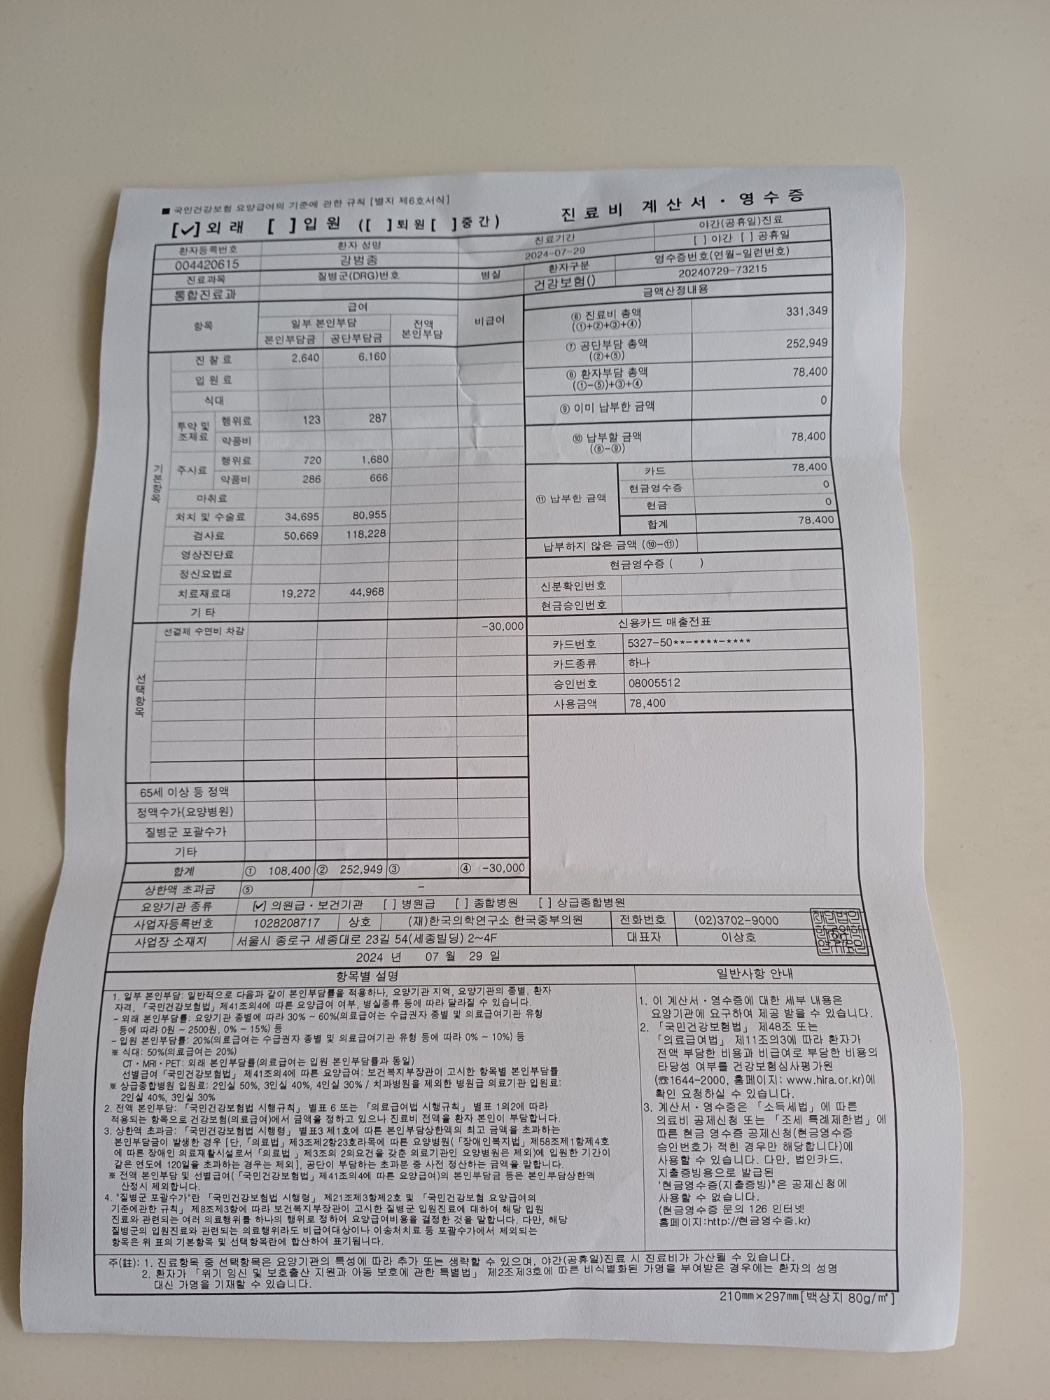 ■ 국민건강보험 요양급여의 기준에 관한 규칙 [별지 제6호서식]
[✓]외 래 [ ]입 원 ([ ]퇴 원 [ ]중 간) 진 료 비 계 산 서 · 영 수 증
환자등록번호 환자 성명 진료기간 야간(공휴일)진료
004420615 강범종 2024-07-29 [ ] 야간 [ ] 공휴일
진료과목 질병군(DRG)번호 병실 환자구분 영수증번호(연월-일련번호)
통합진료과 건강보험() 20240729-73215
항목 급여 비급여 금액산정내용
일부 본인부담 전액 본인부담
본인부담금 공단부담금
⑥ 진료비 총액 (①+②+③+④) 331,349
⑦ 공단부담 총액 (②+⑤) 252,949
⑧ 환자부담 총액 (①-⑤)+③+④ 78,400
⑨ 이미 납부한 금액 0
⑩ 납부할 금액 (⑧-⑨) 78,400
⑪ 납부한 금액
카드 78,400
현금영수증 0
현금 0
합계 78,400
납부하지 않은 금액 (⑩-⑪)
현금영수증 ( )
신분확인번호
현금승인번호
신용카드 매출전표
카드번호 5327-50**-****-****
카드종류 하나
승인번호 08005512
사용금액 78,400
기본항목
진 찰 료 2,640 6,160
입 원 료
식대
투약 및 조제료 행위료 123 287
약품비
주사료 행위료 720 1,680
약품비 286 666
마취료
처치 및 수술료 34,695 80,955
검사료 50,669 118,228
영상진단료
정신요법료
치료재료대 19,272 44,968
기 타
선택항목
선결제 수면비 차감 -30,000
65세 이상 등 정액
정액수가(요양병원)
질병군 포괄수가
기타
합계 ① 108,400 ② 252,949 ③ ④ -30,000
상한액 초과금 ⑤ -
요양기관 종류 [✓] 의원급 · 보건기관 [ ] 병원급 [ ] 종합병원 [ ] 상급종합병원
사업자등록번호 1028208717 상호 (재)한국의학연구소 한국중부의원 전화번호 (02)3702-9000
사업장 소재지 서울시 종로구 세종대로 23길 54(세종빌딩) 2~4F 대표자 이상호
2024 년 07 월 29 일
항목별 설명
1. 일부 본인부담: 일반적으로 다음과 같이 본인부담률을 적용하나, 요양기관 지역, 요양기관의 종별, 환자
자격, 「국민건강보험법」 제41조의4에 따른 요양급여 여부, 병실종류 등에 따라 달라질 수 있습니다.
- 외래 본인부담률: 요양기관 종별에 따라 30% ~ 60%(의료급여는 수급권자 종별 및 의료급여기관 유형
등에 따라 0원 ~ 2500원, 0% ~ 15%) 등
- 입원 본인부담률: 20%(의료급여는 수급권자 종별 및 의료급여기관 유형 등에 따라 0% ~ 10%) 등
※ 식대: 50%(의료급여는 20%)
CT · MRI · PET: 외래 본인부담률(의료급여는 입원 본인부담률과 동일)
선별급여 「국민건강보험법」 제41조의4에 따른 요양급여: 보건복지부장관이 고시한 항목별 본인부담률
※ 상급종합병원 입원료: 2인실 50%, 3인실 40%, 4인실 30% / 치과병원을 제외한 병원급 의료기관 입원료:
2인실 40%, 3인실 30%
2. 전액 본인부담: 「국민건강보험법 시행규칙」 별표 6 또는 「의료급여법 시행규칙」 별표 1의2에 따라
적용되는 항목으로 건강보험(의료급여)에서 금액을 정하고 있으나 진료비 전액을 환자 본인이 부담합니다.
3. 상한액 초과금: 「국민건강보험법 시행령」 별표3 제1호에 따른 본인부담상한액의 최고 금액을 초과하는
본인부담금이 발생한 경우 [단, 「의료법」 제3조제2항23호라목에 따른 요양병원(「장애인복지법」 제58조제1항제4호
에 따른 장애인 의료재활시설로서 「의료법」 제3조의 2의요건을 갖춘 의료기관인 요양병원은 제외)에 입원한 기간이
같은 연도에 120일을 초과하는 경우는 제외], 공단이 부담하는 초과분 중 사전 정산하는 금액을 말합니다.
※ 전액 본인부담 및 선별급여(「국민건강보험법」 제41조의4에 따른 요양급여)의 본인부담금 등은 본인부담상한액
산정시 제외합니다.
4. "질병군 포괄수가"란 「국민건강보험법 시행령」 제21조제3항제2호 및 「국민건강보험 요양급여의
기준에관한 규칙」 제8조제3항에 따라 보건복지부장관이 고시한 질병군 입원진료에 대하여 해당 입원
진료와 관련되는 여러 의료행위를 하나의 행위로 정하여 요양급여비용을 결정한 것을 말합니다. 다만, 해당
질병군의 입원진료와 관련되는 의료행위라도 비급여대상이나 이송처치료 등 포괄수가에서 제외되는
항목은 위 표의 기본항목 및 선택항목란에 합산하여 표기됩니다.
일반사항 안내
1. 이 계산서 · 영수증에 대한 세부 내용은
요양기관에 요구하여 제공 받을 수 있습니다.
2. 「국민건강보험법」 제48조 또는
「의료급여법」 제11조의3에 따라 환자가
전액 부담한 비용과 비급여로 부담한 비용의
타당성 여부를 건강보험심사평가원
(☎1644-2000, 홈페이지: www.hira.or.kr)에
확인 요청하실 수 있습니다.
3. 계산서 · 영수증은 「소득세법」에 따른
의료비 공제신청 또는 「조세 특례제한법」에
따른 현금 영수증 공제신청(현금영수증
승인번호가 적힌 경우만 해당합니다)에
사용할 수 있습니다. 다만, 법인카드,
지출증빙용으로 발급된
'현금영수증(지출증빙)"은 공제신청에
사용할 수 없습니다.
(현금영수증 문의 126 인터넷
홈페이지:http://현금영수증.kr)
주(註): 1. 진료항목 중 선택항목은 요양기관의 특성에 따라 추가 또는 생략할 수 있으며, 야간(공휴일)진료 시 진료비가 가산될 수 있습니다.
2. 환자가 「위기 임신 및 보호출산 지원과 아동 보호에 관한 특별법」 제2조제3호에 따른 비식별화된 가명을 부여받은 경우에는 환자의 성명
대신 가명을 기재할 수 있습니다.
210㎜×297㎜[백상지 80g/㎡]